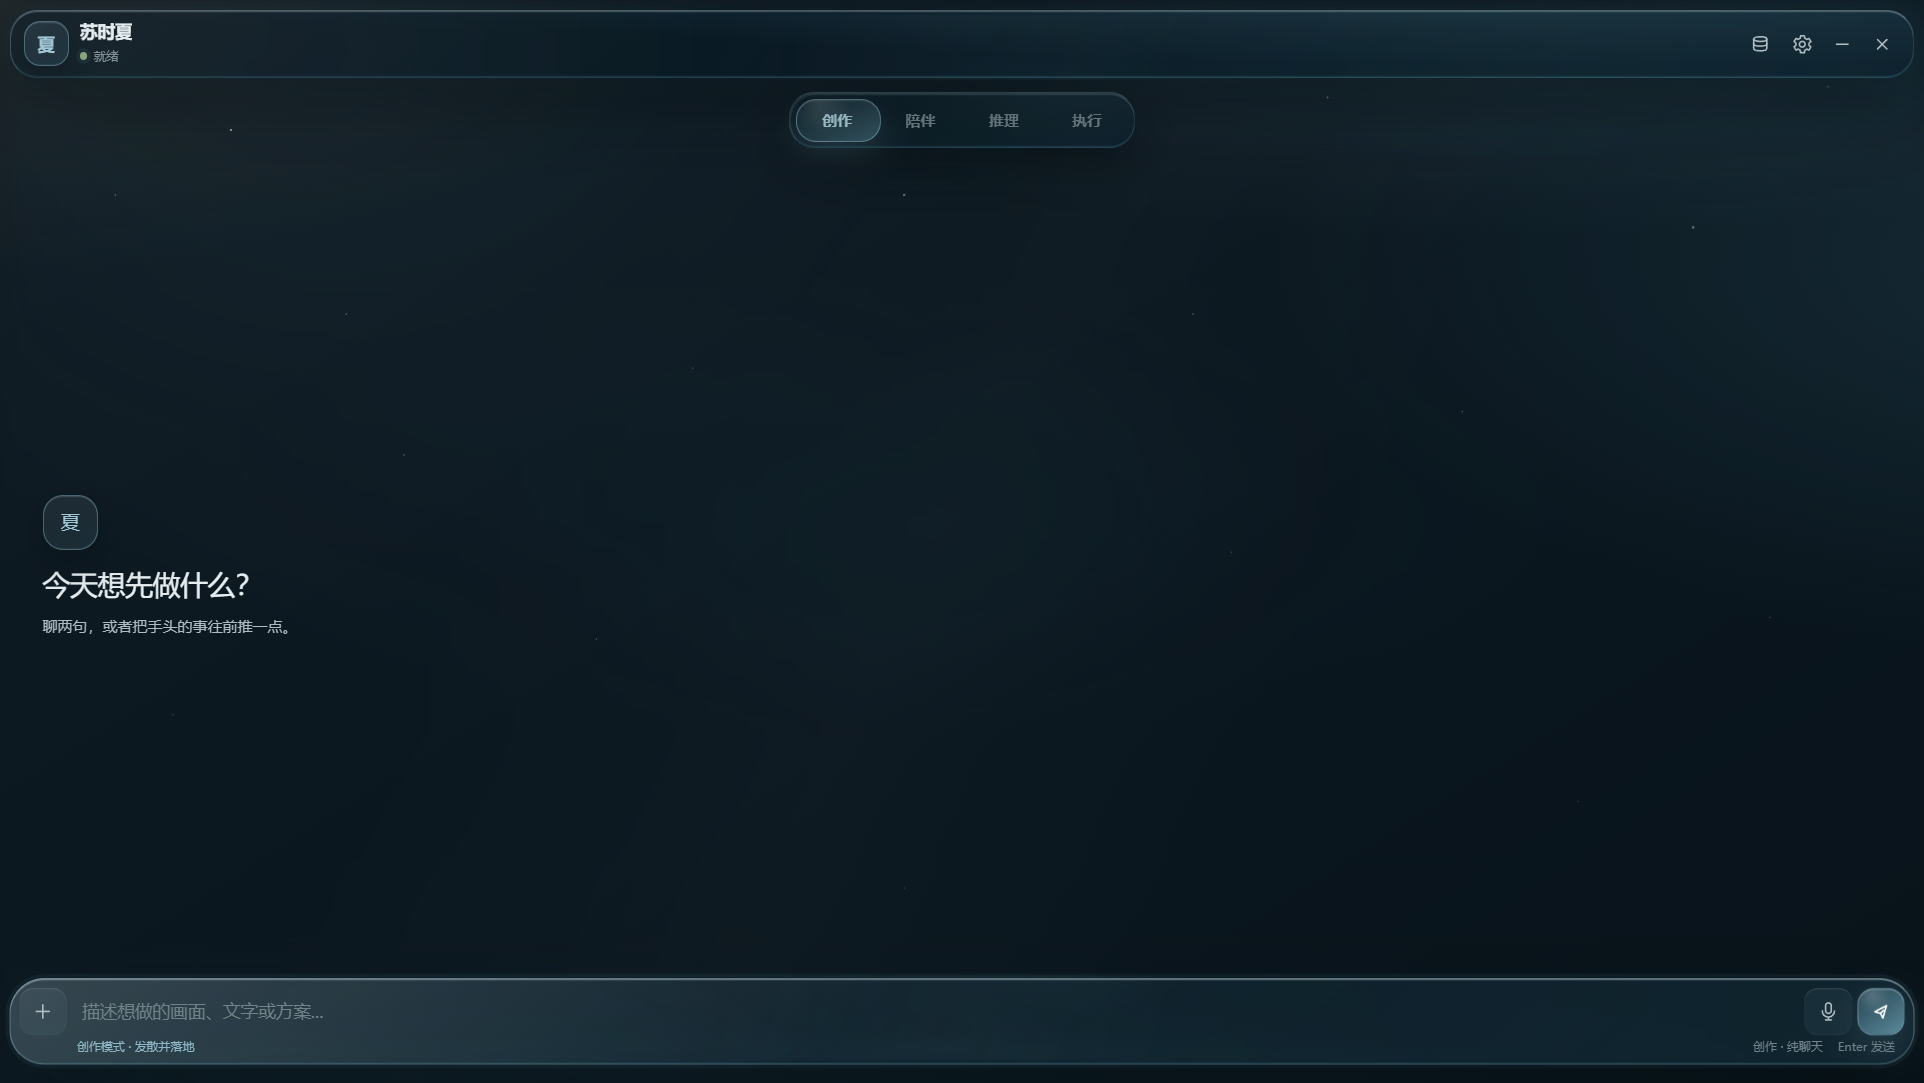 夏
苏时夏
就绪
创作
陪伴
推理
执行
夏
今天想先做什么？
聊两句，或者把手头的事往前推一点。
描述想做的画面、文字或方案...
创作模式 · 发散并落地
创作 · 纯聊天
Enter 发送